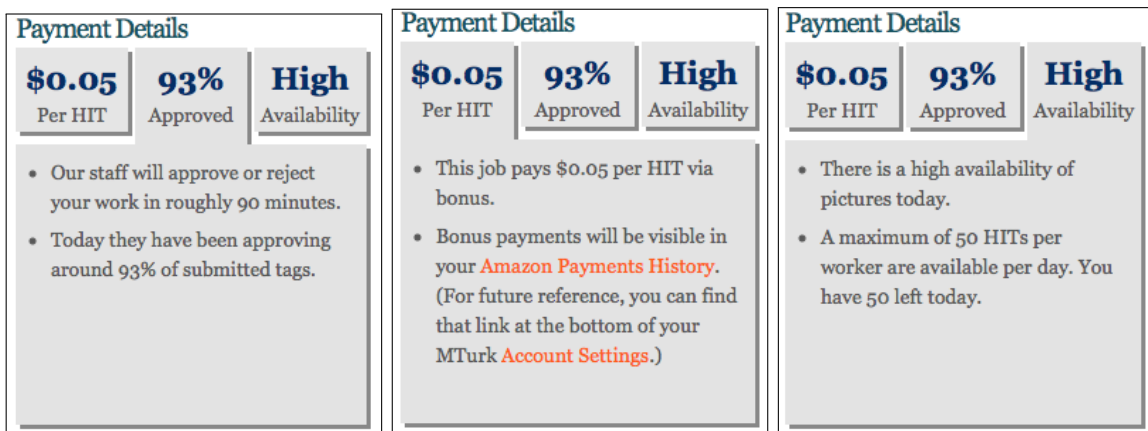 Payment Details
$0.05
Per HIT
93%
Approved
High
Availability
• Our staff will approve or reject
your work in roughly 90 minutes.
• Today they have been approving
around 93% of submitted tags.
Payment Details
$0.05
Per HIT
93%
Approved
High
Availability
• This job pays $0.05 per HIT via
bonus.
• Bonus payments will be visible in
your Amazon Payments History.
(For future reference, you can find
that link at the bottom of your
MTurk Account Settings.)
Payment Details
$0.05
Per HIT
93%
Approved
High
Availability
• There is a high availability of
pictures today.
• A maximum of 50 HITs per
worker are available per day. You
have 50 left today.